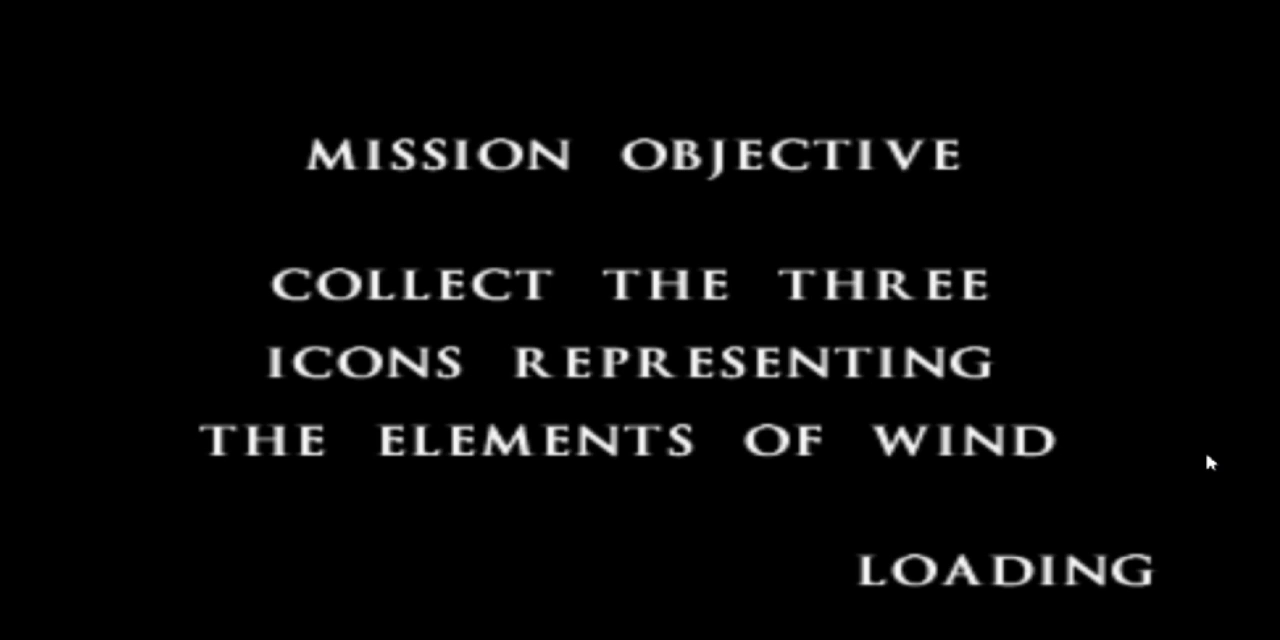 MISSION OBJECTIVE
COLLECT THE THREE
ICONS REPRESENTING
THE ELEMENTS OF WIND
LOADING